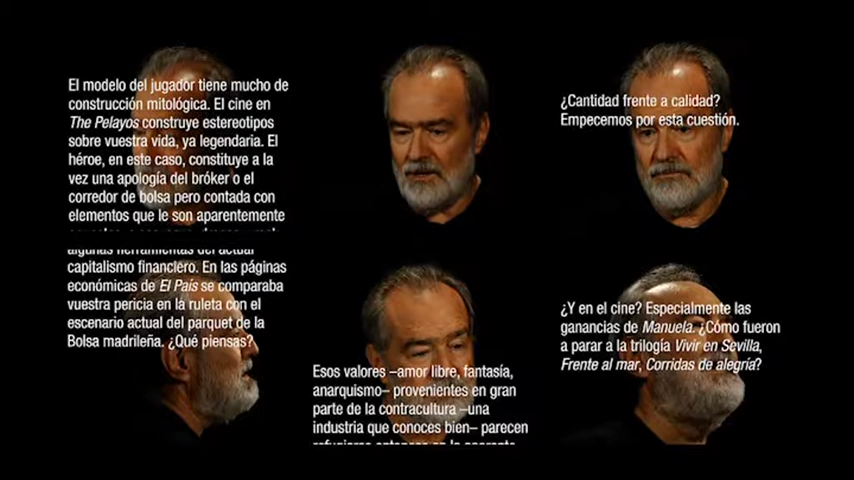 El modelo del jugador tiene mucho de
construcción mitológica. El cine en
The Pelayos construye estereotipos
sobre vuestra vida, ya legendaria. El
héroe, en este caso, constituye a la
vez una apología del bróker o el
corredor de bolsa pero contada con
elementos que le son aparentemente
¿Cantidad frente a calidad?
Empecemos por esta cuestión.
algunas herramientas del actual
capitalismo financiero. En las páginas
económicas de El País se comparaba
vuestra pericia en la ruleta con el
escenario actual del parquet de la
Bolsa madrileña. ¿Qué piensas?
Esos valores –amor libre, fantasía,
anarquismo– provenientes en gran
parte de la contracultura –una
industria que conoces bien– parecen
¿Y en el cine? Especialmente las
ganancias de Manuela. ¿Cómo fueron
a parar a la trilogía Vivir en Sevilla,
Frente al mar, Corridas de alegría?